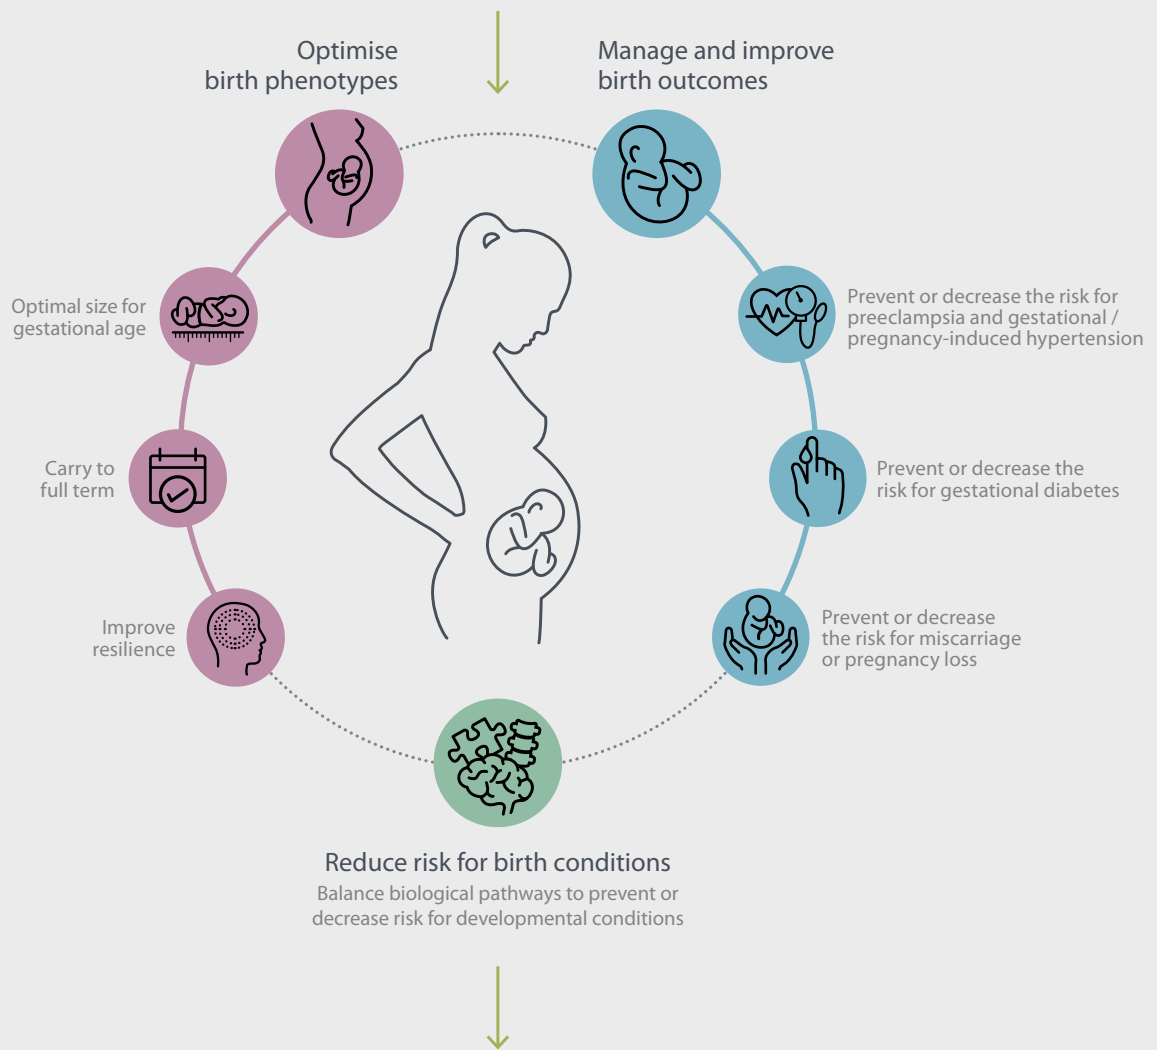 Optimise
birth phenotypes
Manage and improve
birth outcomes
Optimal size for
gestational age
Carry to
full term
Improve
resilience
Prevent or decrease the risk for
preeclampsia and gestational /
pregnancy-induced hypertension
Prevent or decrease the
risk for gestational diabetes
Prevent or decrease
the risk for miscarriage
or pregnancy loss
Reduce risk for birth conditions
Balance biological pathways to prevent or
decrease risk for developmental conditions